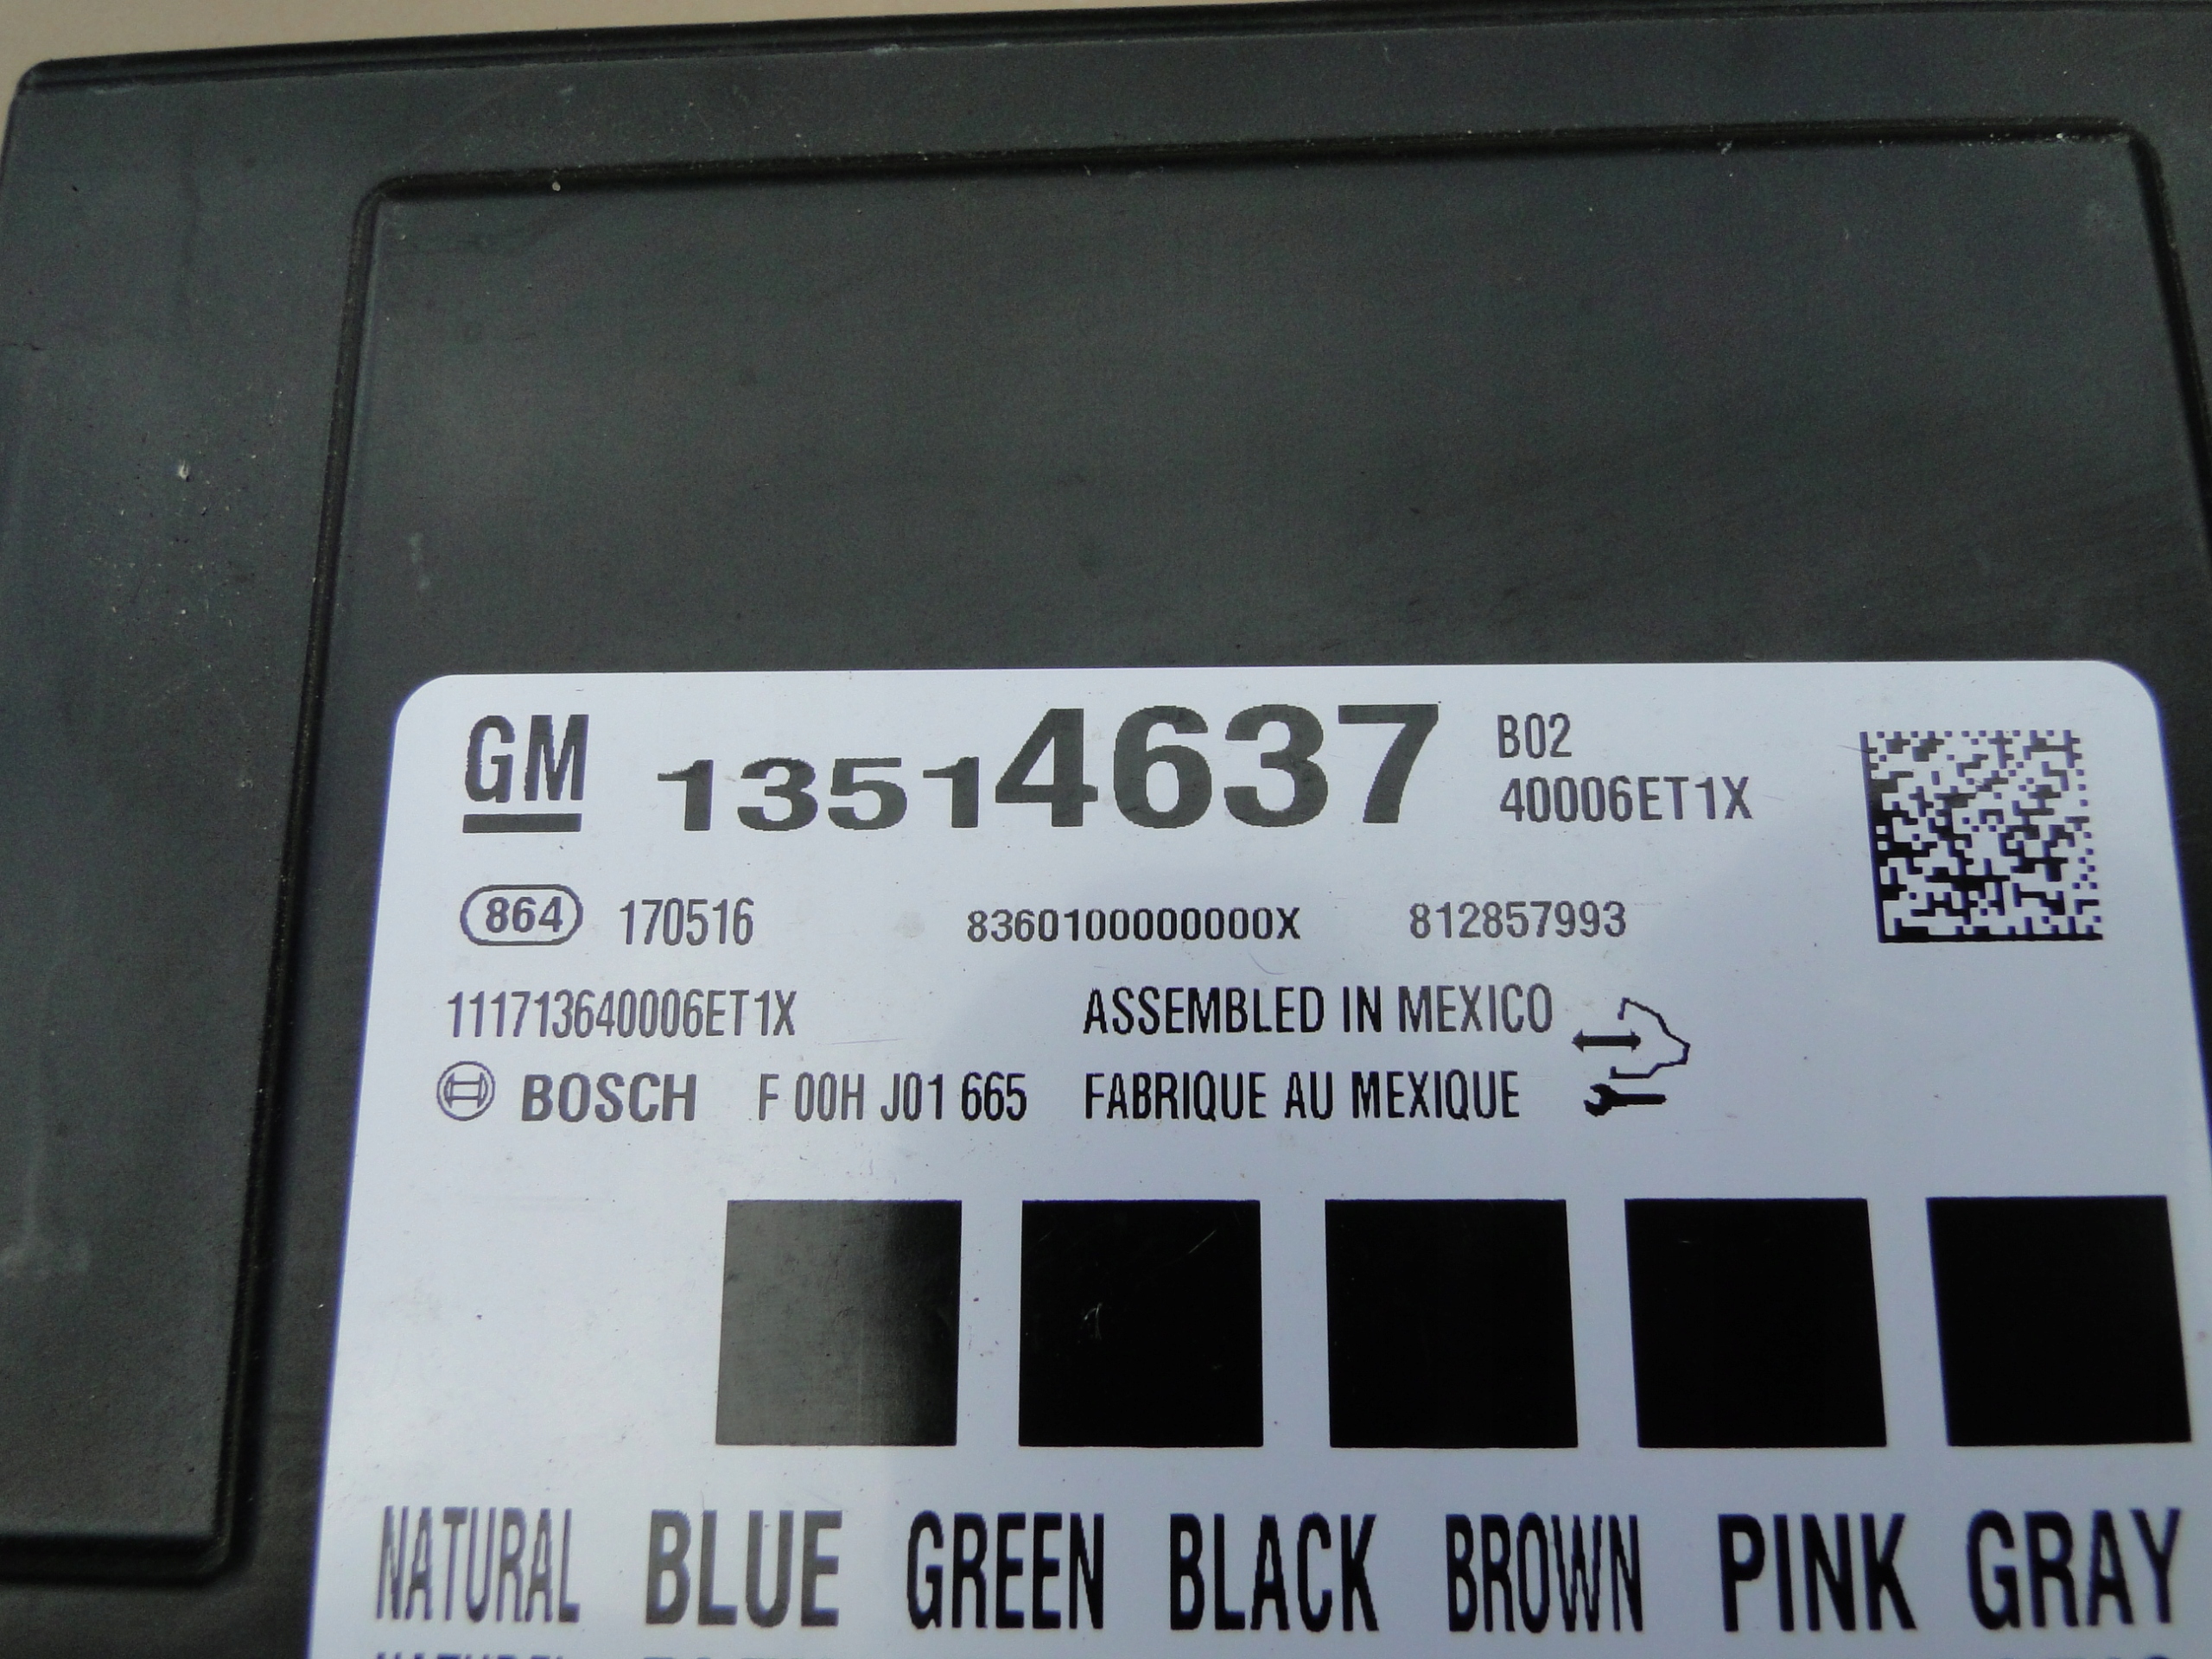 GM 13514637 B02
40006ET1X
864 170516 8360100000000X 812857993
111713640006ET1X ASSEMBLED IN MEXICO
BOSCH F 00H J01 665 FABRIQUE AU MEXIQUE
NATURAL BLUE GREEN BLACK BROWN PINK GRAY